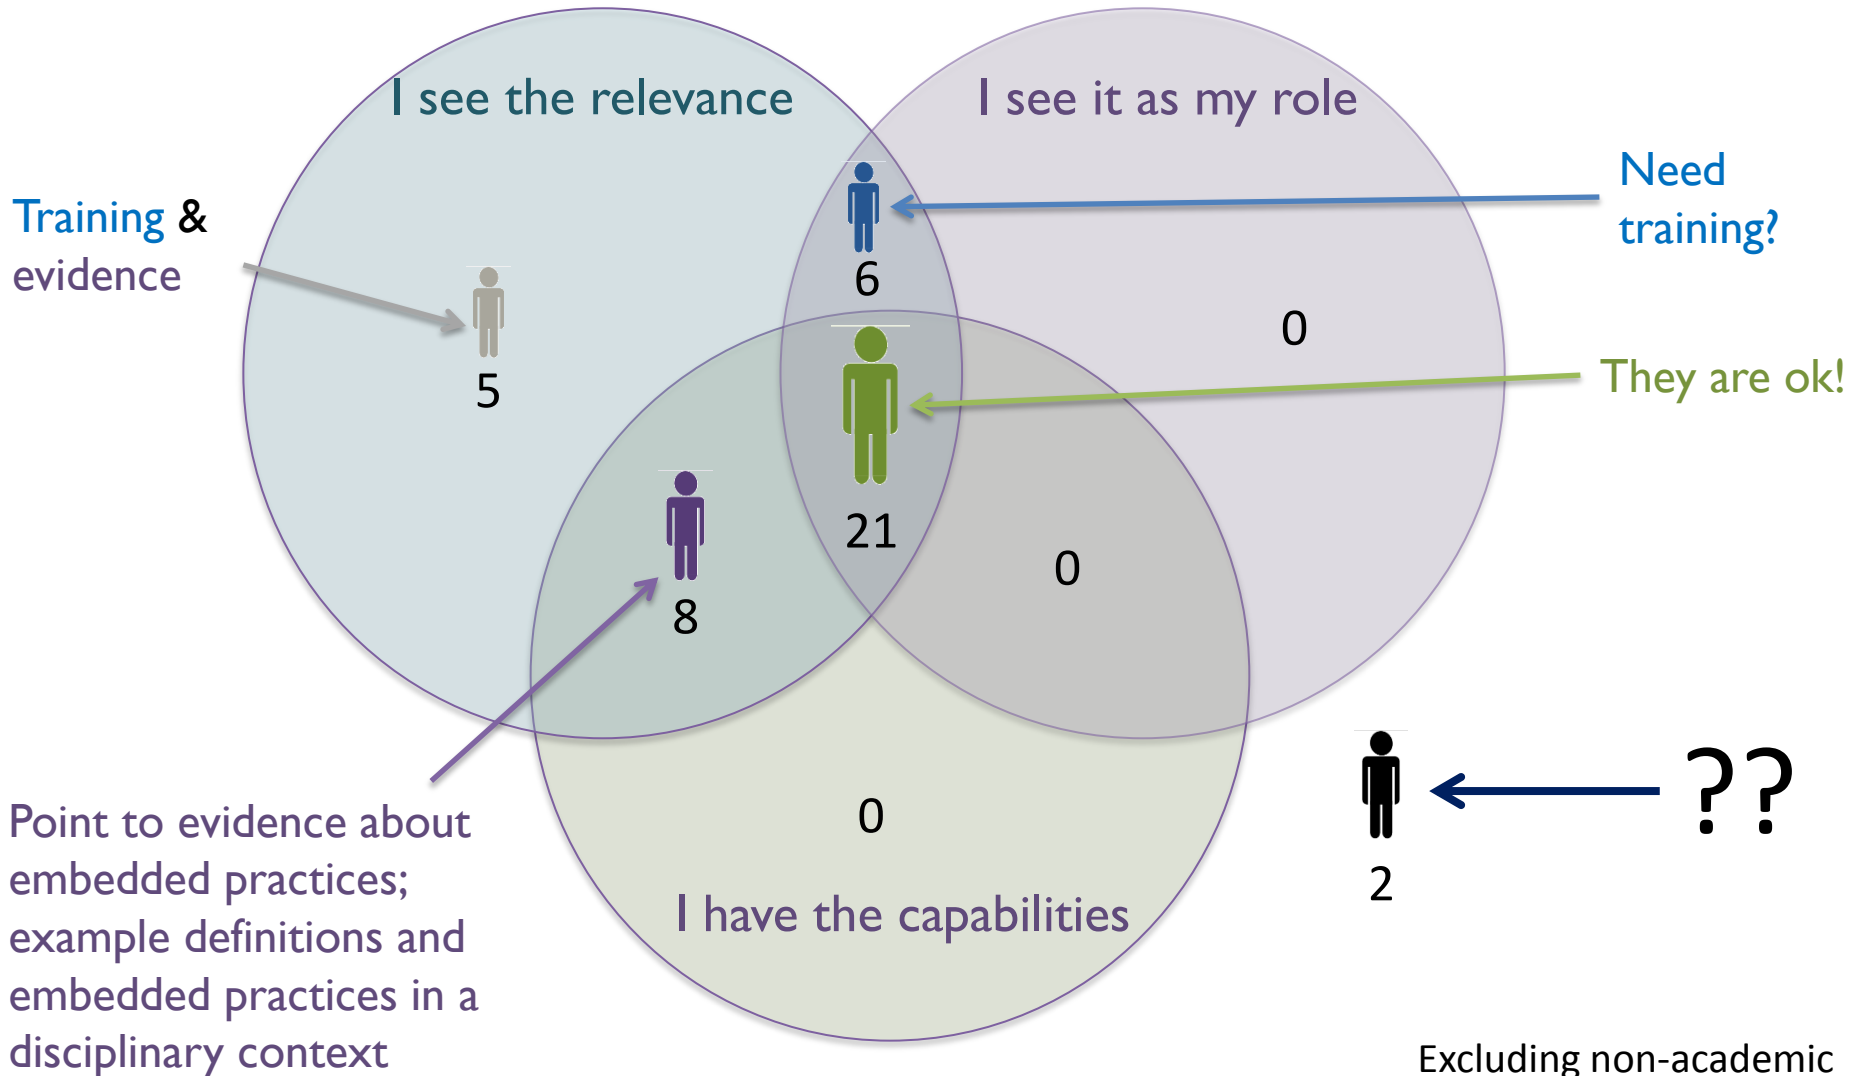 I see the relevance
I see it as my role
Need
training?
Training &
evidence
6
0
5
They are ok!
21
8
0
??
Point to evidence about
embedded practices;
example definitions and
embedded practices in a
disciplinary context
0
2
I have the capabilities
Excluding non-academic